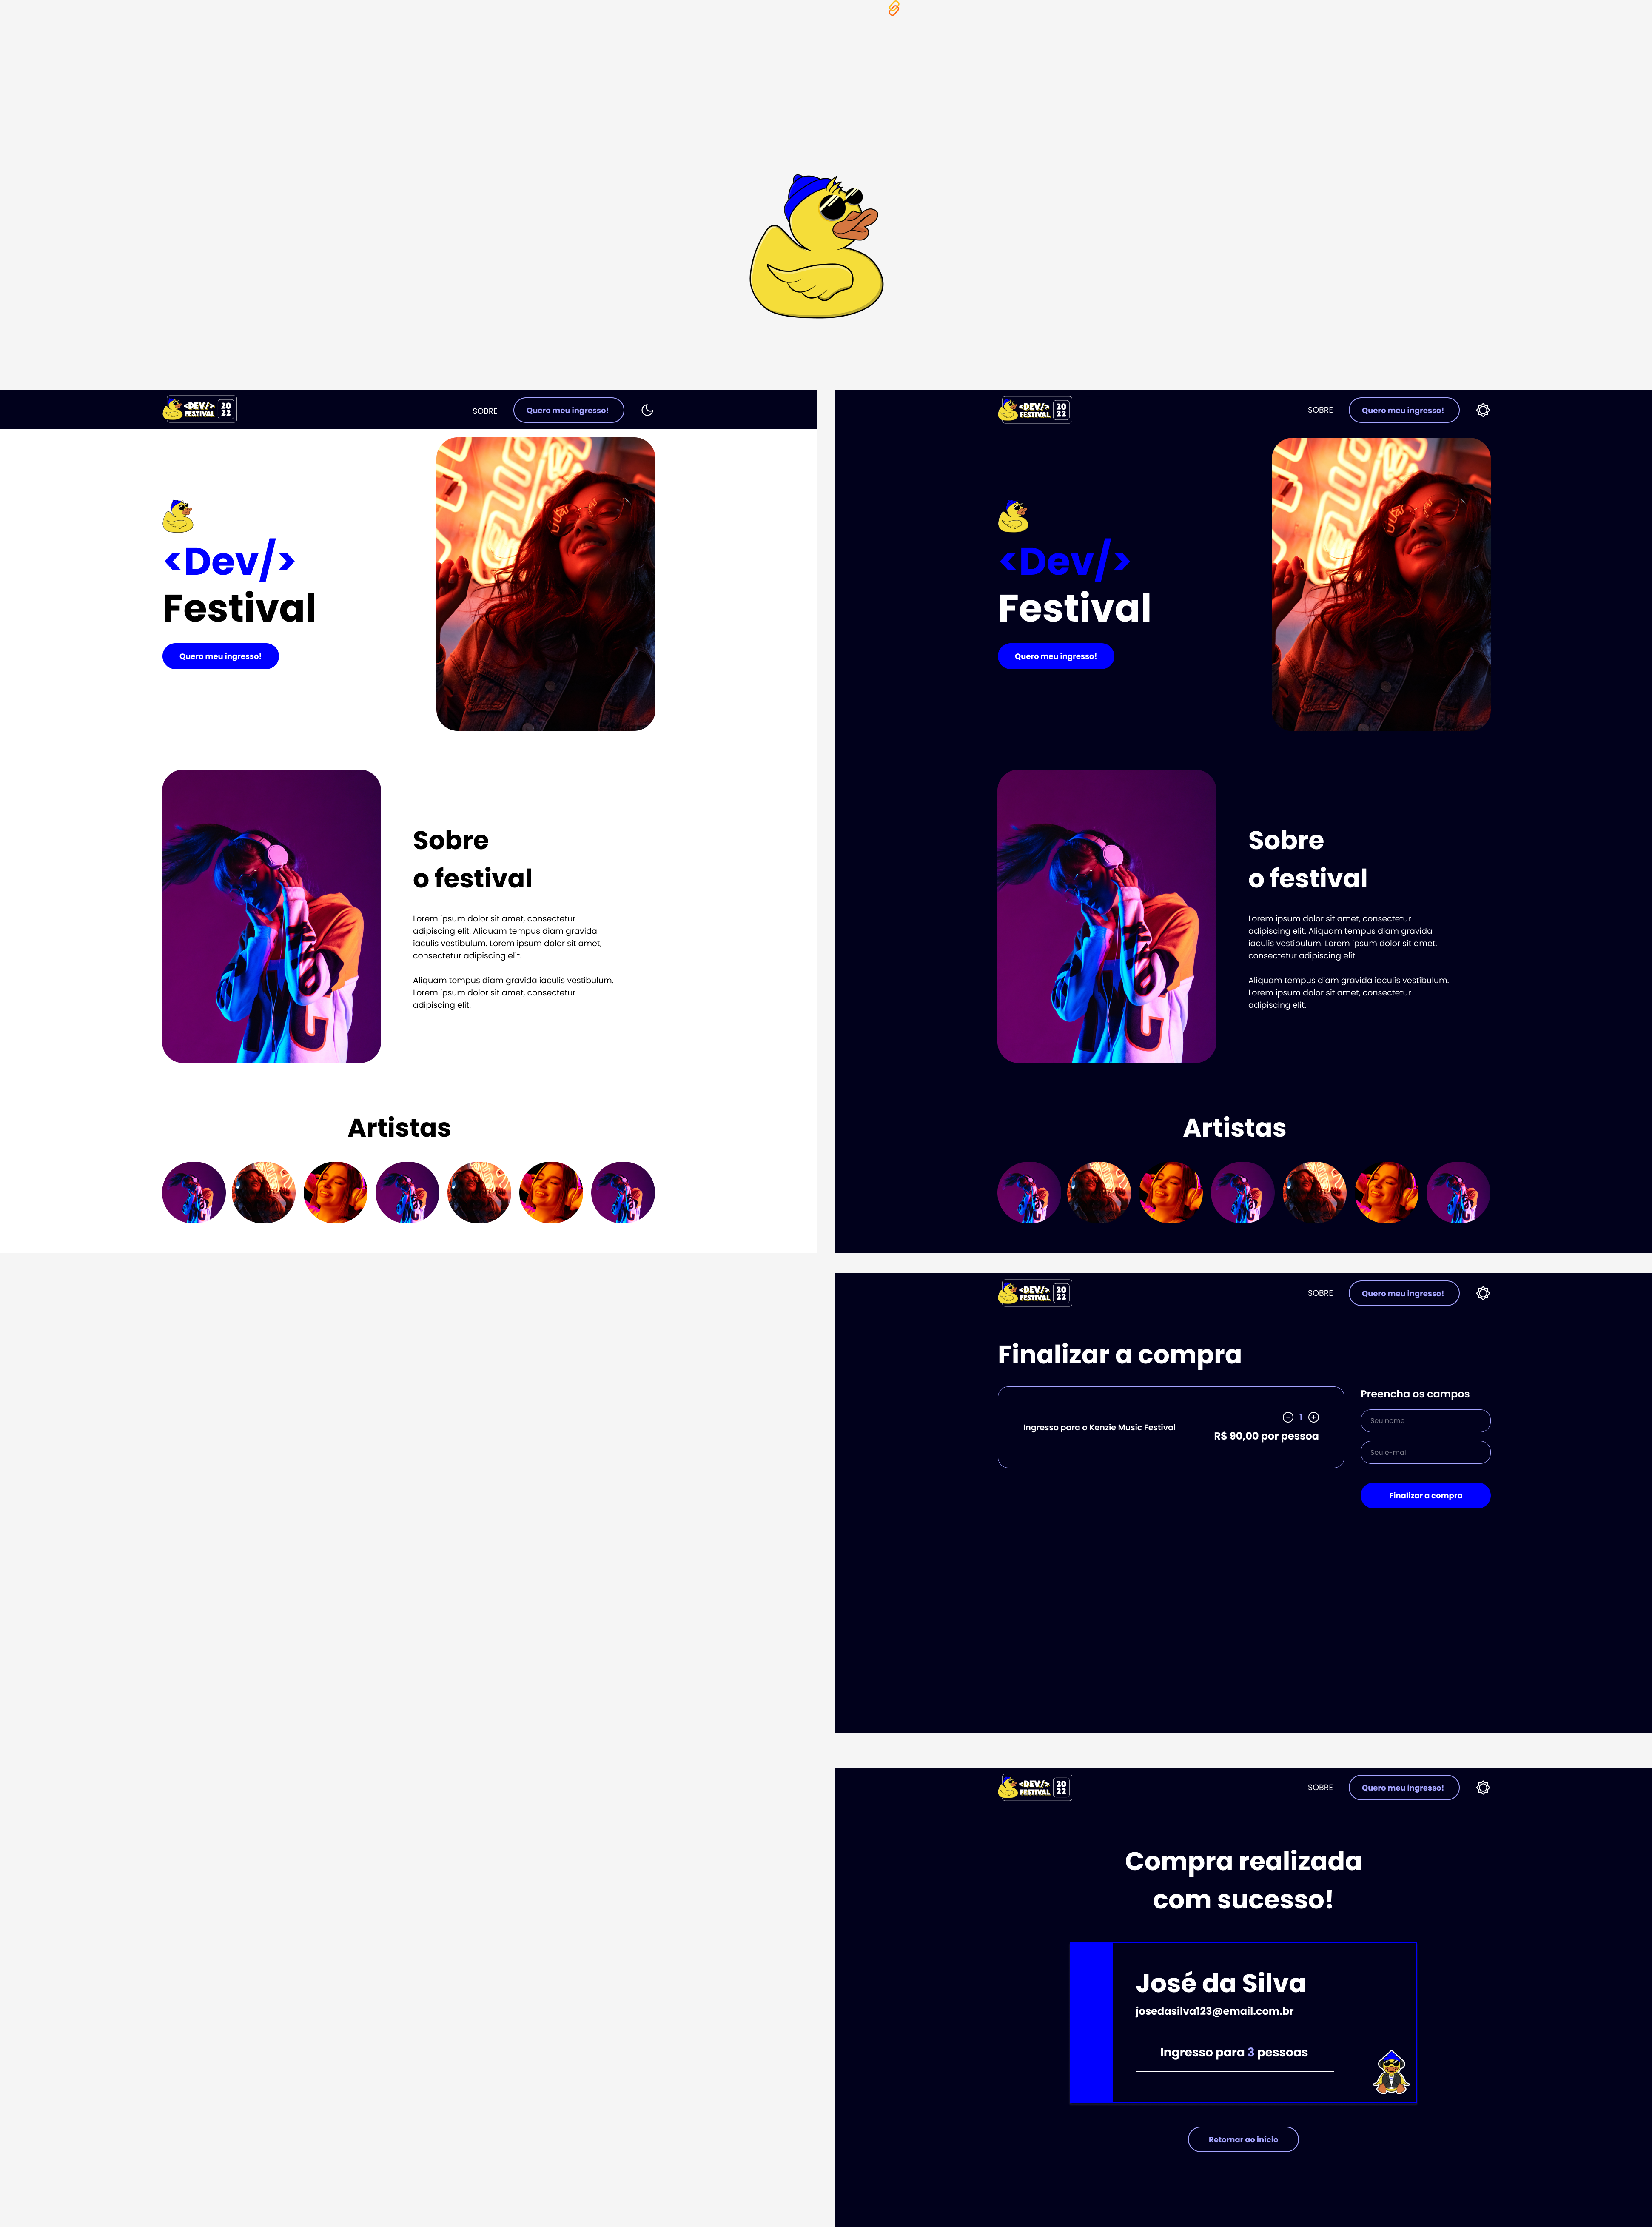 <DEV/>
FESTIVAL
20
22
SOBRE
Quero meu ingresso!
<Dev/>
Festival
Quero meu ingresso!
Sobre
o festival
Lorem ipsum dolor sit amet, consectetur
adipiscing elit. Aliquam tempus diam gravida
iaculis vestibulum. Lorem ipsum dolor sit amet,
consectetur adipiscing elit.
Aliquam tempus diam gravida iaculis vestibulum.
Lorem ipsum dolor sit amet, consectetur
adipiscing elit.
Artistas
<DEV/>
FESTIVAL
20
22
SOBRE
Quero meu ingresso!
<Dev/>
Festival
Quero meu ingresso!
Sobre
o festival
Lorem ipsum dolor sit amet, consectetur
adipiscing elit. Aliquam tempus diam gravida
iaculis vestibulum. Lorem ipsum dolor sit amet,
consectetur adipiscing elit.
Aliquam tempus diam gravida iaculis vestibulum.
Lorem ipsum dolor sit amet, consectetur
adipiscing elit.
Artistas
<DEV/>
FESTIVAL
20
22
SOBRE
Quero meu ingresso!
Finalizar a compra
Ingresso para o Kenzie Music Festival
1
R$ 90,00 por pessoa
Preencha os campos
Seu nome
Seu e-mail
Finalizar a compra
<DEV/>
FESTIVAL
20
22
SOBRE
Quero meu ingresso!
Compra realizada
com sucesso!
José da Silva
josedasilva123@email.com.br
Ingresso para 3 pessoas
Retornar ao início